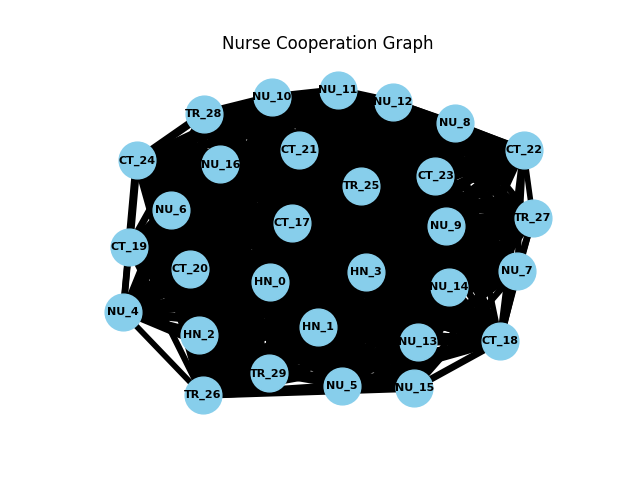 Nurse Cooperation Graph
NU_11
NU_10
NU_12
TR_28
NU_8
CT_21
CT_22
CT_24
NU_16
CT_23
TR_25
NU_6
TR_27
CT_17
NU_9
CT_19
CT_20
HN_3
NU_7
HN_0
NU_14
NU_4
HN_1
HN_2
NU_13
CT_18
TR_29
NU_5
NU_15
TR_26